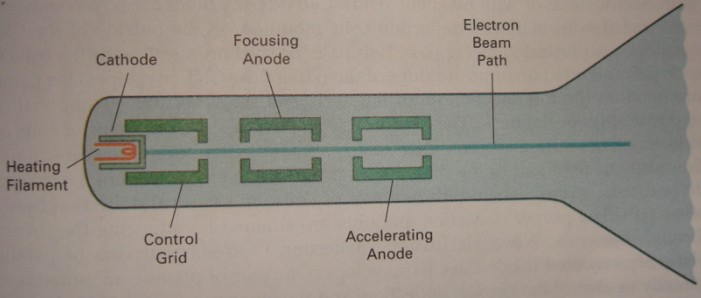 Electron
Beam
Path
Focusing
Anode
Cathode
Heating
Filament
Control
Grid
Accelerating
Anode